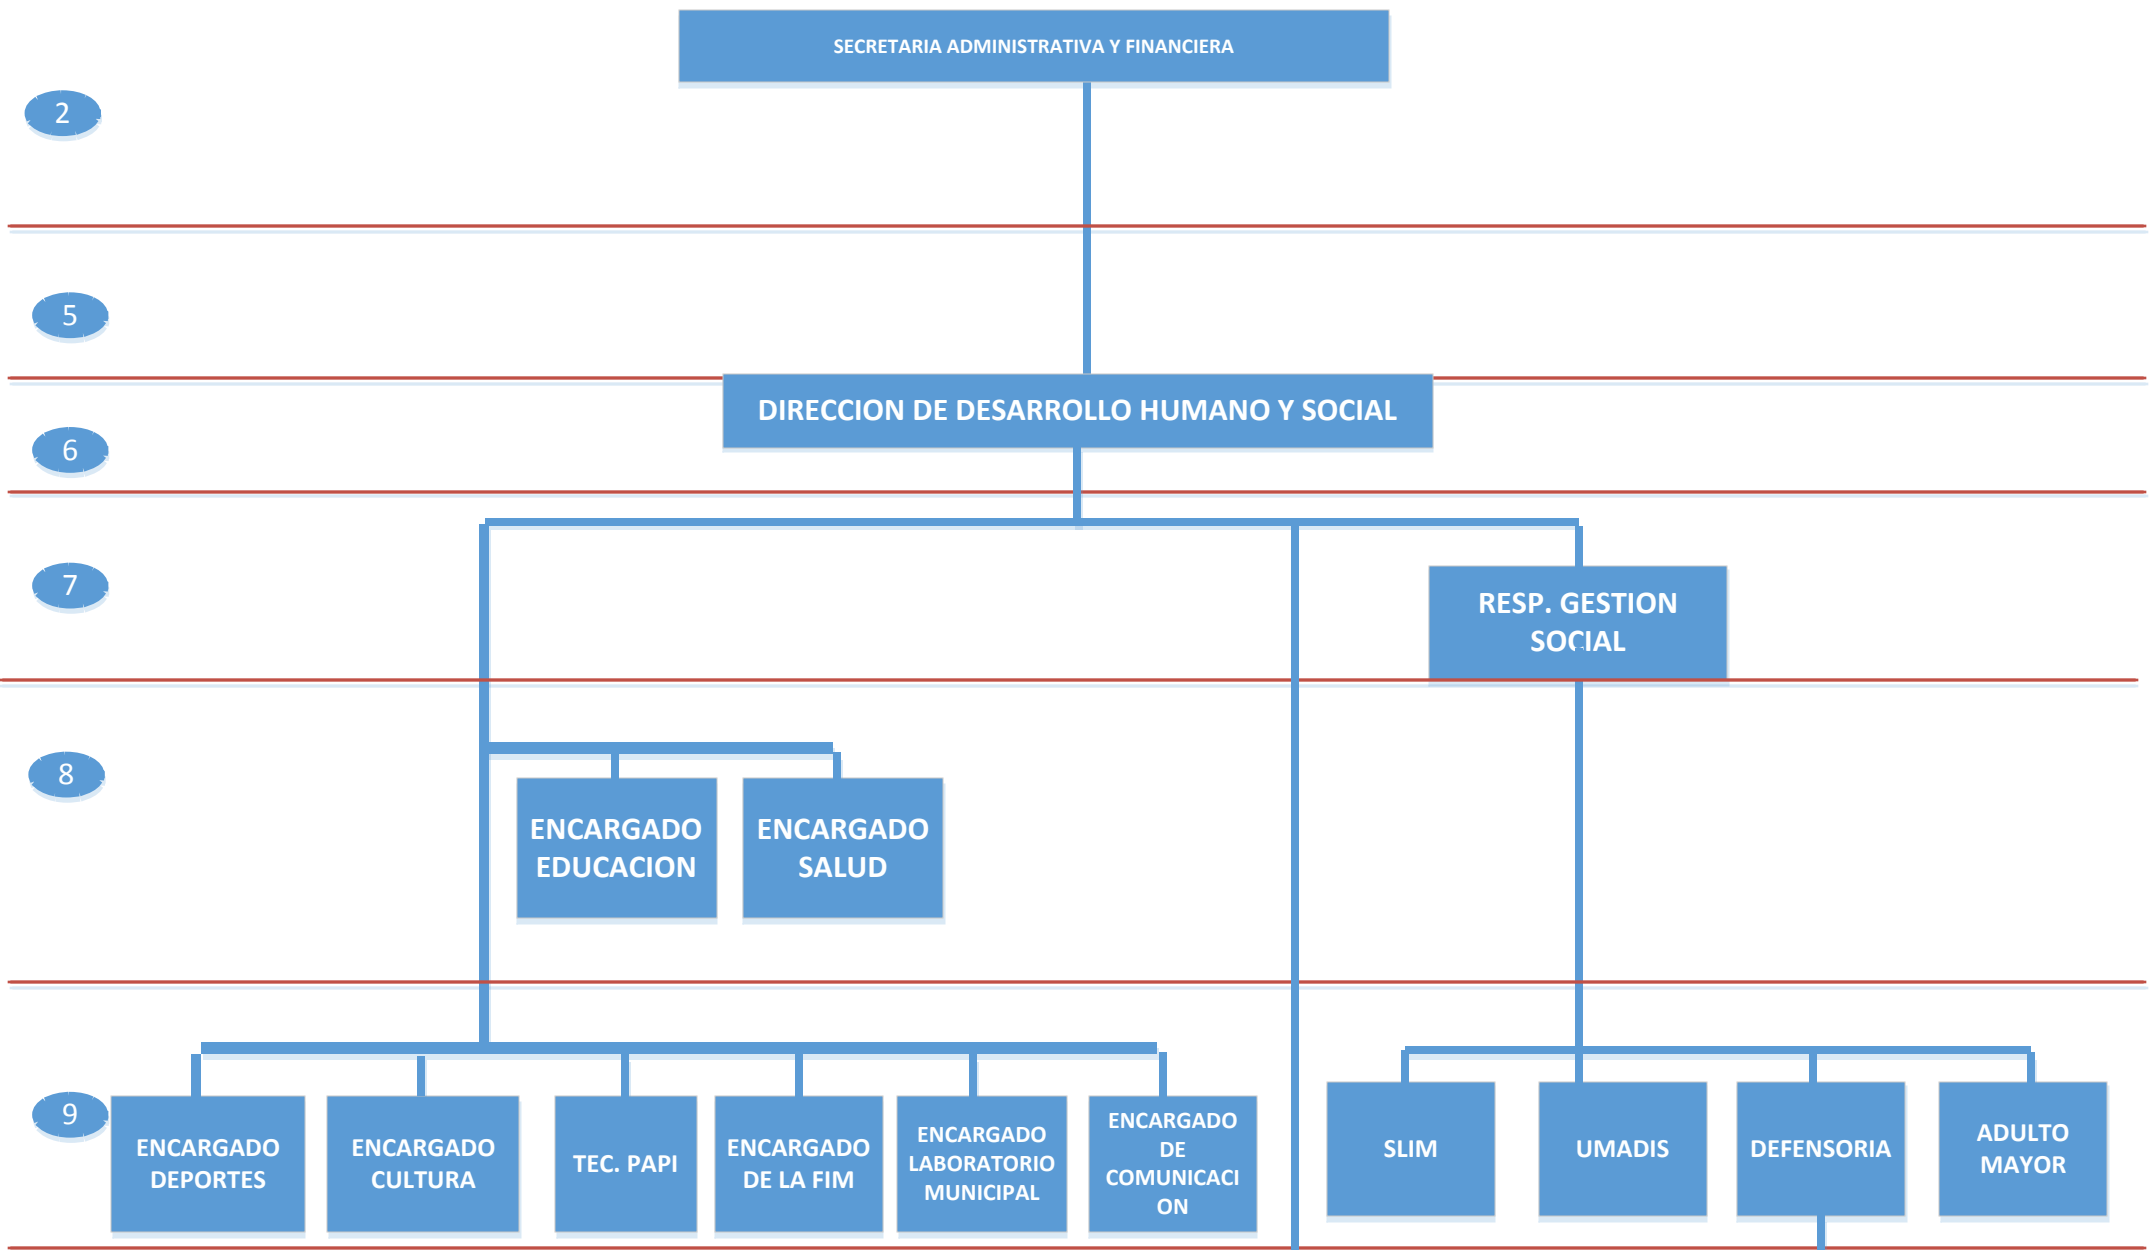 SECRETARIA ADMINISTRATIVA Y FINANCIERA
2
5
DIRECCION DE DESARROLLO HUMANO Y SOCIAL
6
7
RESP. GESTION
SOCIAL
8
ENCARGADO
EDUCACION
ENCARGADO
SALUD
9
ENCARGADO
DEPORTES
ENCARGADO
CULTURA
TEC. PAPI
ENCARGADO
DE LA FIM
ENCARGADO
LABORATORIO
MUNICIPAL
ENCARGADO
DE
COMUNICACI
ON
SLIM
UMADIS
DEFENSORIA
ADULTO
MAYOR